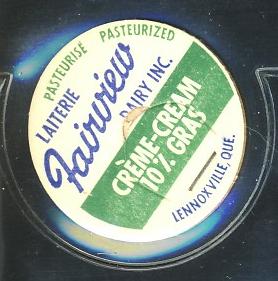 PASTEURISÉ PASTEURIZED
LAITERIE
Fairview
DAIRY INC.
CRÈME-CREAM
10% GRAS
LENNOXVILLE, QUE.